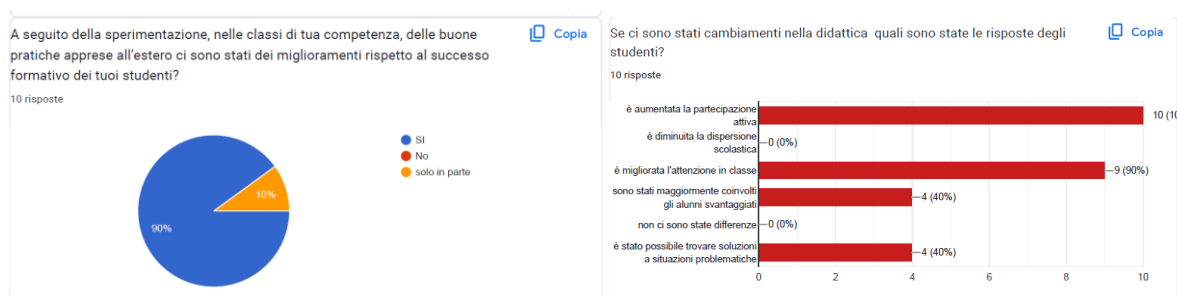 A seguito della sperimentazione, nelle classi di tua competenza, delle buone
pratiche apprese all'estero ci sono stati dei miglioramenti rispetto al successo
formativo dei tuoi studenti?
Copia
10 risposte
SI
No
solo in parte
10%
90%
Se ci sono stati cambiamenti nella didattica quali sono state le risposte degli
studenti?
Copia
10 risposte
è aumentata la partecipazione
attiva
10 (10
è diminuita la dispersione
scolastica
0 (0%)
è migliorata l'attenzione in classe
9 (90%)
sono stati maggiormente coinvolti
gli alunni svantaggiati
4 (40%)
non ci sono state differenze
0 (0%)
è stato possibile trovare soluzioni
a situazioni problematiche
4 (40%)
0 2 4 6 8 10